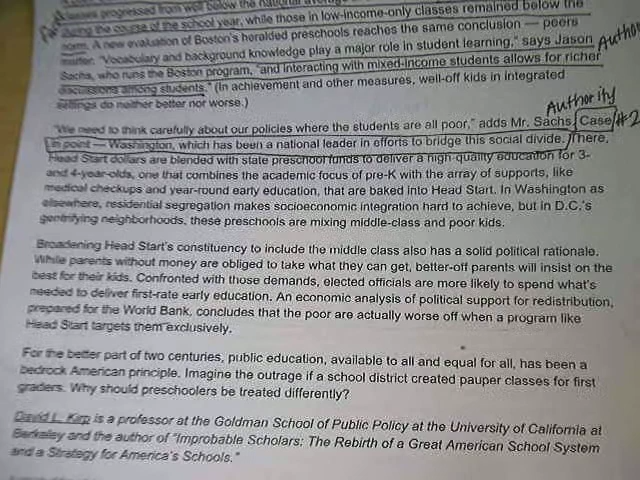 classes progressed from well below the national average
during the course of the school year, while those in low-income-only classes remained below the
norm. A new evaluation of Boston's heralded preschools reaches the same conclusion — peers
matter. "Vocabulary and background knowledge play a major role in student learning," says Jason
Author
Sachs, who runs the Boston program, "and interacting with mixed-income students allows for richer
discussions among students." (In achievement and other measures, well-off kids in integrated
settings do neither better nor worse.)
Authority
"We need to think carefully about our policies where the students are all poor," adds Mr. Sachs. Case #2
in point — Washington, which has been a national leader in efforts to bridge this social divide. There,
Head Start dollars are blended with state preschool funds to deliver a high-quality education for 3-
and 4-year-olds, one that combines the academic focus of pre-K with the array of supports, like
medical checkups and year-round early education, that are baked into Head Start. In Washington as
elsewhere, residential segregation makes socioeconomic integration hard to achieve, but in D.C.'s
gentrifying neighborhoods, these preschools are mixing middle-class and poor kids.
Broadening Head Start's constituency to include the middle class also has a solid political rationale.
While parents without money are obliged to take what they can get, better-off parents will insist on the
best for their kids. Confronted with those demands, elected officials are more likely to spend what's
needed to deliver first-rate early education. An economic analysis of political support for redistribution,
prepared for the World Bank, concludes that the poor are actually worse off when a program like
Head Start targets them exclusively.
For the better part of two centuries, public education, available to all and equal for all, has been a
bedrock American principle. Imagine the outrage if a school district created pauper classes for first
graders. Why should preschoolers be treated differently?
David L. Kirp is a professor at the Goldman School of Public Policy at the University of California at
Berkeley and the author of "Improbable Scholars: The Rebirth of a Great American School System
and a Strategy for America's Schools."